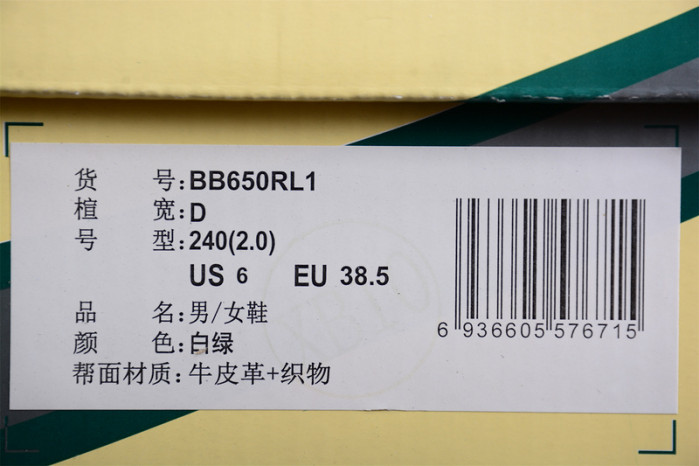 货 号:BB650RL1
楦 宽:D
号 型:240(2.0)
US 6 EU 38.5
品 名:男/女鞋
颜 色:白绿
帮面材质:牛皮革+织物
6 936605 576715